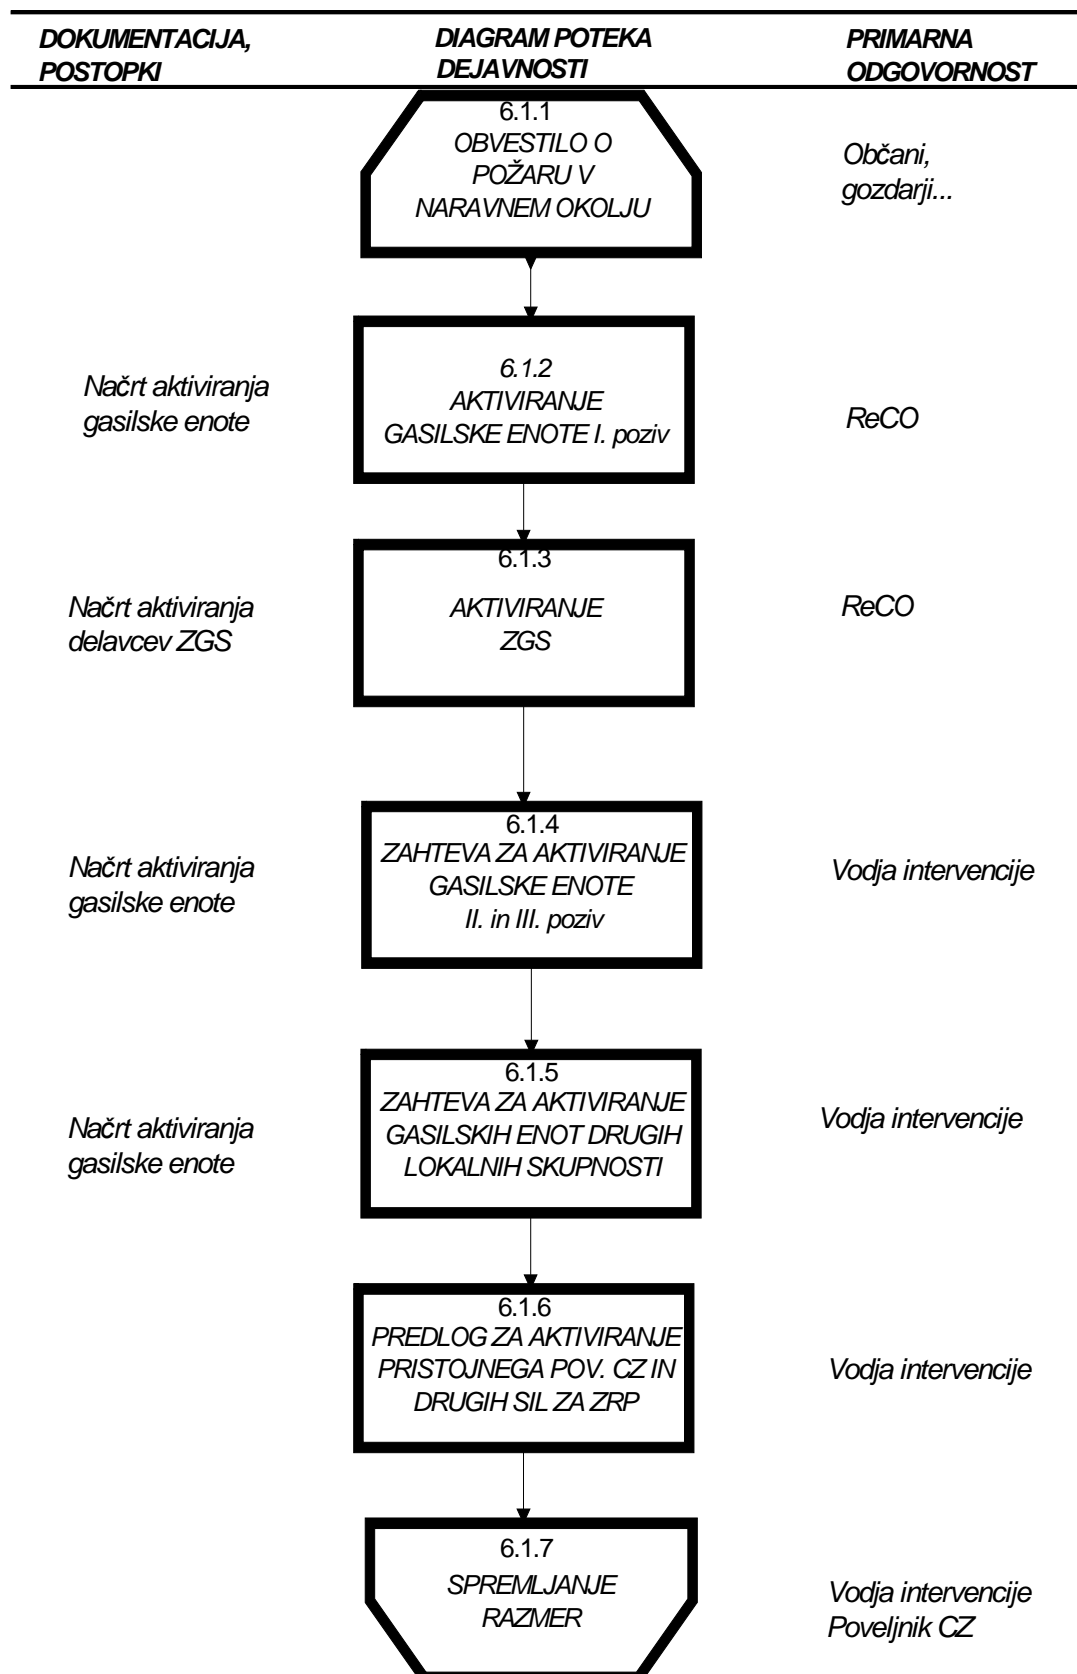 DOKUMENTACIJA,
POSTOPKI
DIAGRAM POTEKA
DEJAVNOSTI
PRIMARNA
ODGOVORNOST
6.1.1
OBVESTILO O
POŽARU V
NARAVNEM OKOLJU
Občani,
gozdarji...
Načrt aktiviranja
gasilske enote
6.1.2
AKTIVIRANJE
GASILSKE ENOTE I. poziv
ReCO
Načrt aktiviranja
delavcev ZGS
6.1.3
AKTIVIRANJE
ZGS
ReCO
Načrt aktiviranja
gasilske enote
6.1.4
ZAHTEVA ZA AKTIVIRANJE
GASILSKE ENOTE
II. in III. poziv
Vodja intervencije
Načrt aktiviranja
gasilske enote
6.1.5
ZAHTEVA ZA AKTIVIRANJE
GASILSKIH ENOT DRUGIH
LOKALNIH SKUPNOSTI
Vodja intervencije
6.1.6
PREDLOG ZA AKTIVIRANJE
PRISTOJNEGA POV. CZ IN
DRUGIH SIL ZA ZRP
Vodja intervencije
6.1.7
SPREMLJANJE
RAZMER
Vodja intervencije
Poveljnik CZ